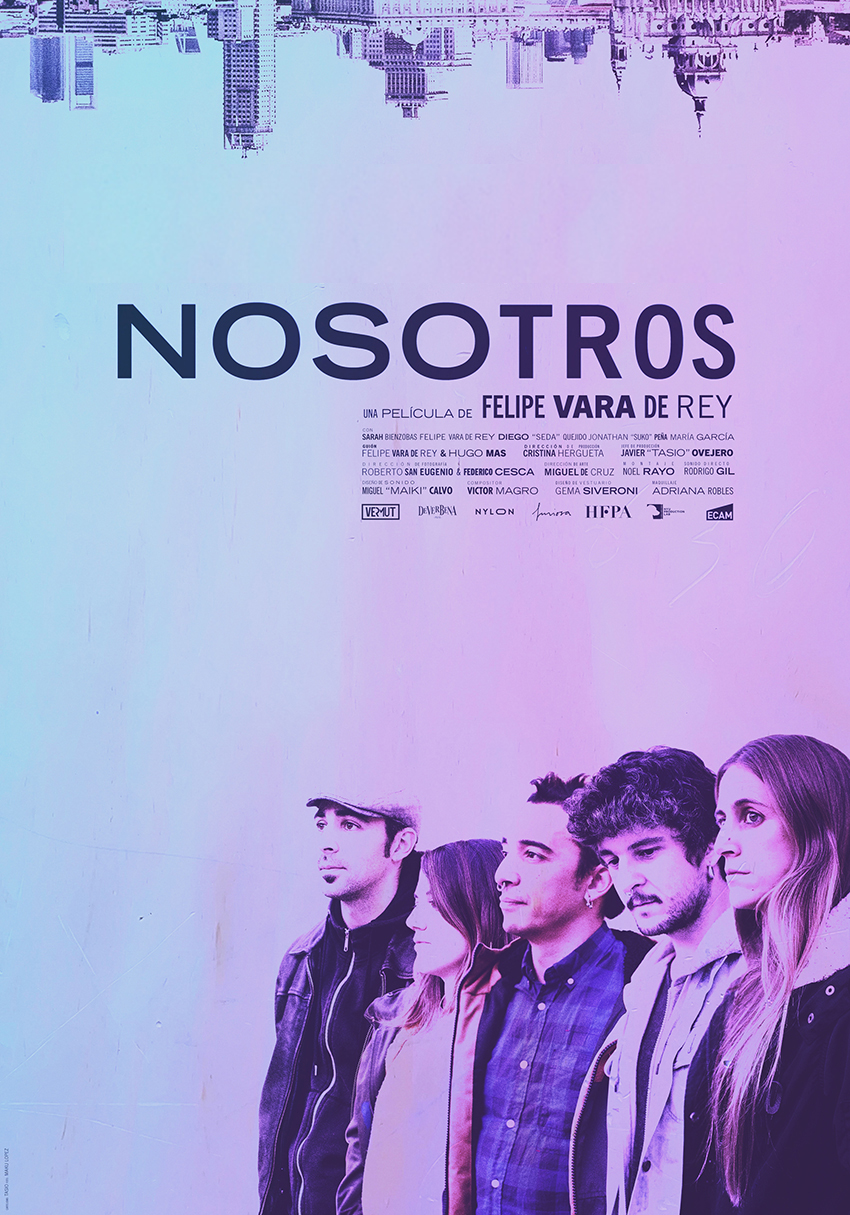 NOSOTROS
UNA PELÍCULA DE FELIPE VARA DE REY
CON
SARAH BIENZOBAS FELIPE VARA DE REY DIEGO "SEDA" QUEJIDO JONATHAN "SUKO" PEÑA MARÍA GARCÍA
GUIÓN DIRECCIÓN DE PRODUCCIÓN JEFE DE PRODUCCIÓN
FELIPE VARA DE REY & HUGO MAS CRISTINA HERGUETA JAVIER "TASIO" OVEJERO
DIRECCIÓN DE FOTOGRAFÍA DIRECCIÓN DE ARTE MONTAJE SONIDO DIRECTO
ROBERTO SAN EUGENIO & FEDERICO CESCA MIGUEL DE CRUZ NOEL RAYO RODRIGO GIL
DISEÑO DE SONIDO COMPOSITOR DISEÑO DE VESTUARIO MAQUILLAJE
MIGUEL "MAIKI" CALVO VICTOR MAGRO GEMA SIVERONI ADRIANA ROBLES
VERMUT DEVERBENA NYLON furiosa HFPA ECAM